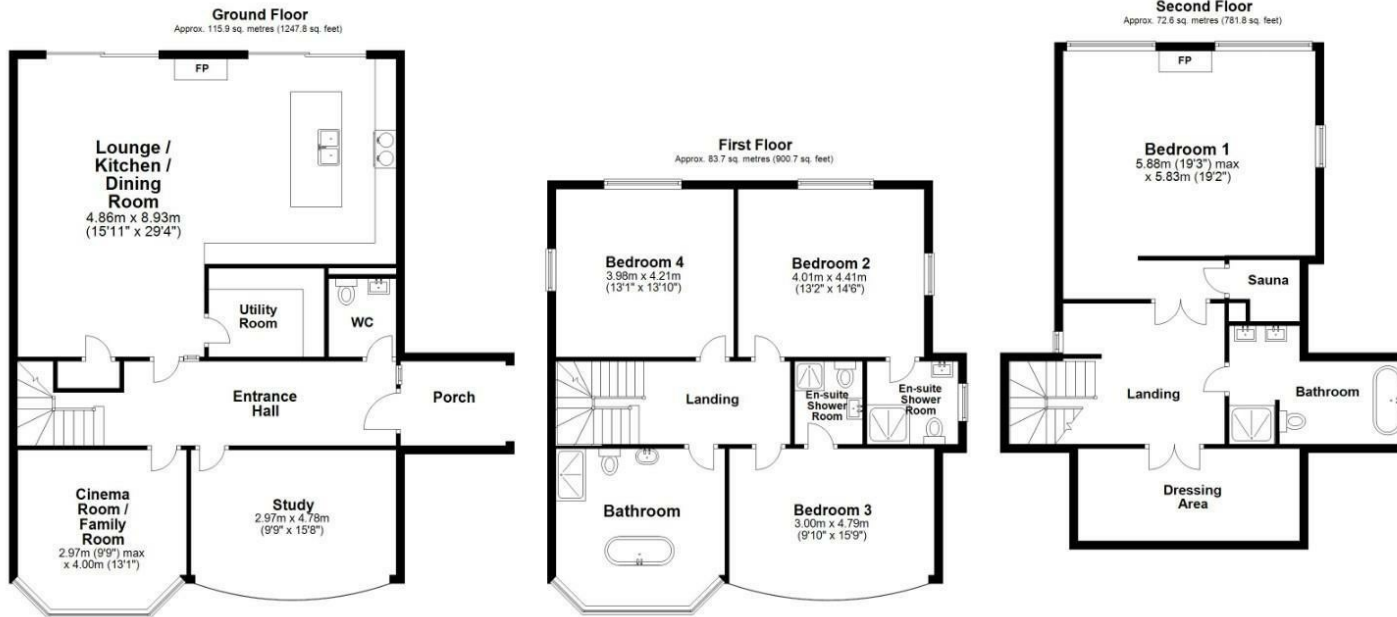 Ground Floor
Approx. 115.9 sq. metres (1247.8 sq. feet)
FP
Lounge /
Kitchen /
Dining
Room
4.86m x 8.93m
(15'11" x 29'4")
Utility
Room
WC
Entrance
Hall
Porch
Cinema
Room /
Family
Room
2.97m (9'9") max
x 4.00m (13'1")
Study
2.97m x 4.78m
(9'9" x 15'8")
First Floor
Approx. 83.7 sq. metres (900.7 sq. feet)
Bedroom 4
3.98m x 4.21m
(13'1" x 13'10")
Bedroom 2
4.01m x 4.41m
(13'2" x 14'6")
Landing
En-suite
Shower
Room
En-suite
Shower
Room
Bathroom
Bedroom 3
3.00m x 4.79m
(9'10" x 15'9")
Second Floor
Approx. 72.6 sq. metres (781.8 sq. feet)
FP
Bedroom 1
5.88m (19'3") max
x 5.83m (19'2")
Sauna
Landing
Bathroom
Dressing
Area